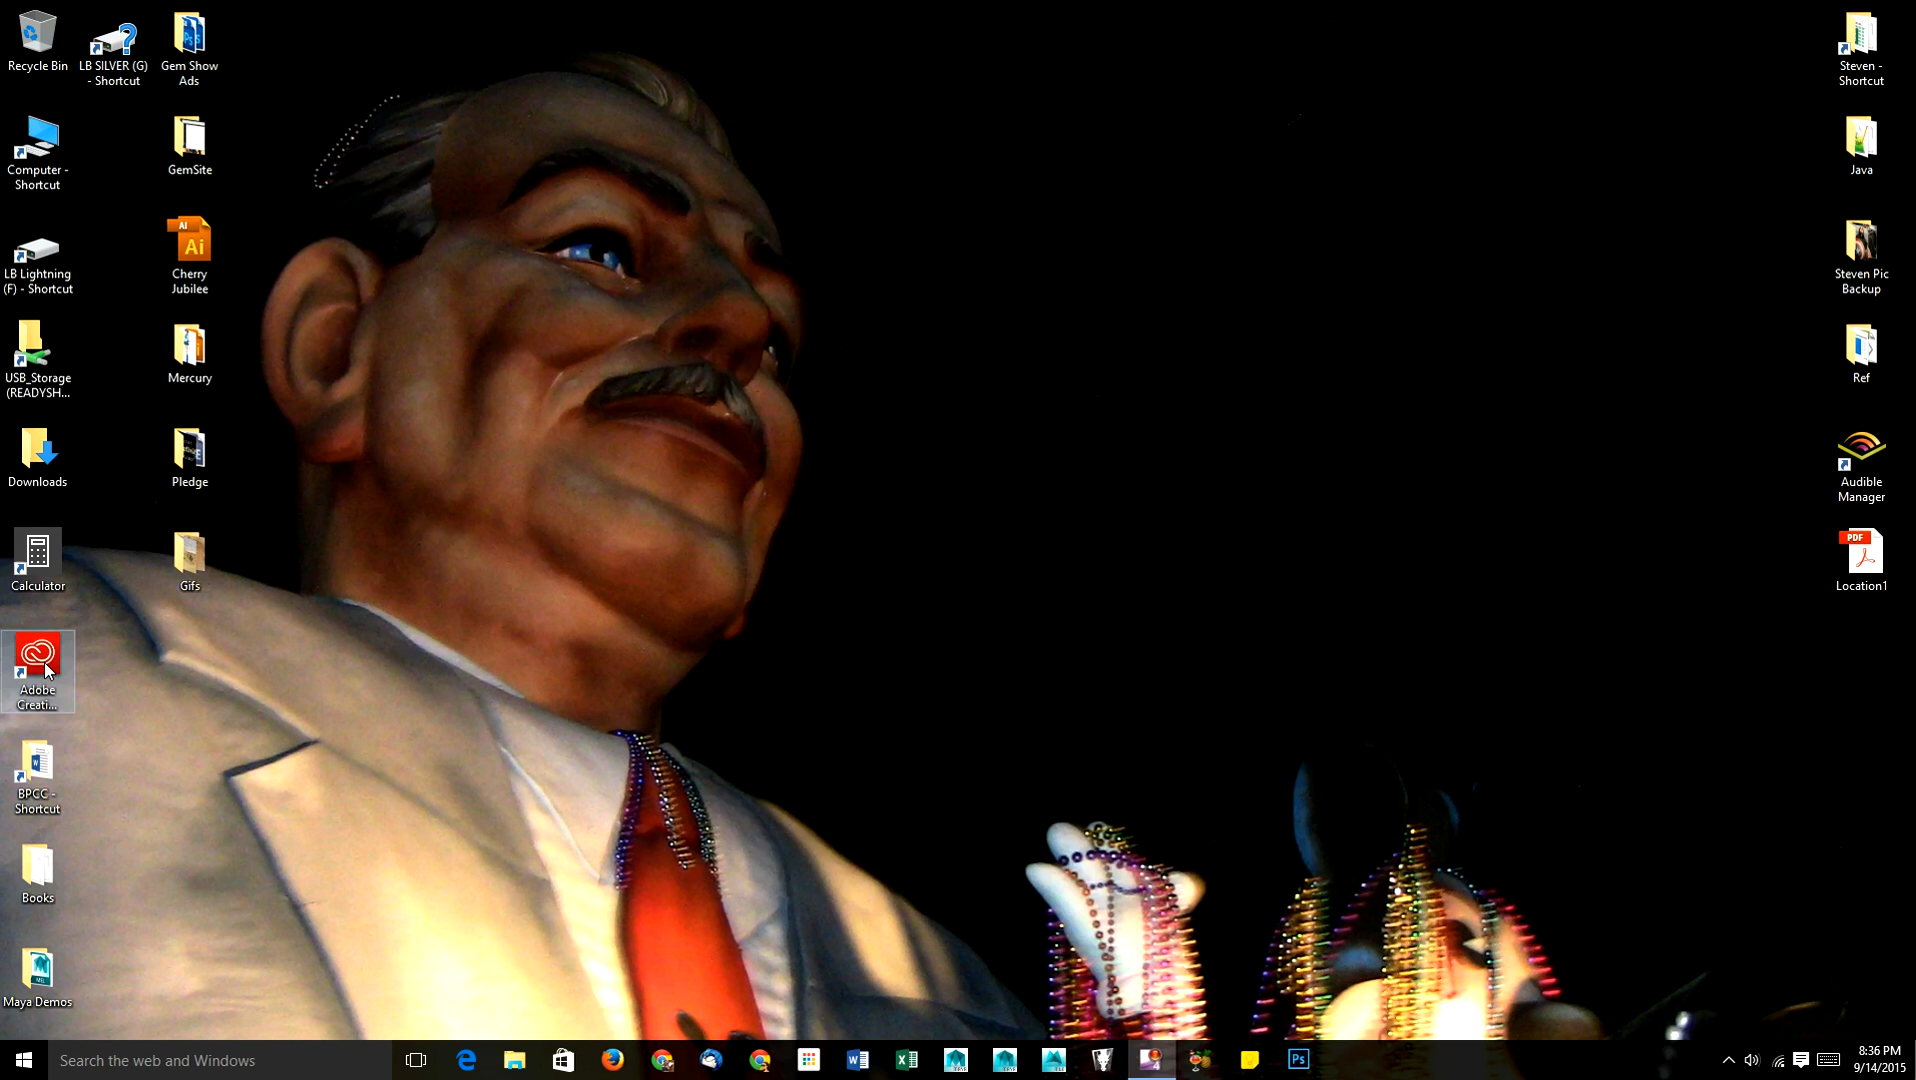 Recycle Bin
LB SILVER (G)
- Shortcut
Gem Show
Ads
Computer -
Shortcut
GemSite
LB Lightning
(F) - Shortcut
Ai
Ai
Cherry
Jubilee
USB_Storage
(READYSH...
Mercury
Downloads
Pledge
Calculator
Gifs
Adobe
Creati...
BPCC -
Shortcut
Books
Maya Demos
Steven -
Shortcut
Java
Steven Pic
Backup
Ref
Audible
Manager
PDF
Location1
Search the web and Windows
Ps
8:36 PM
9/14/2015